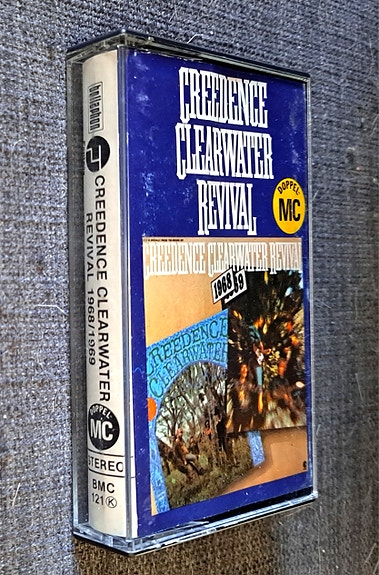 bellaphon
CREEDENCE CLEARWATER
REVIVAL 1968/1969
DOPPEL-
MC
STEREO
BMC
121 K
CREEDENCE
CLEARWATER
REVIVAL
DOPPEL-
MC
CREEDENCE CLEARWATER REVIVAL
1968/69
CREEDENCE
CLEARWATER